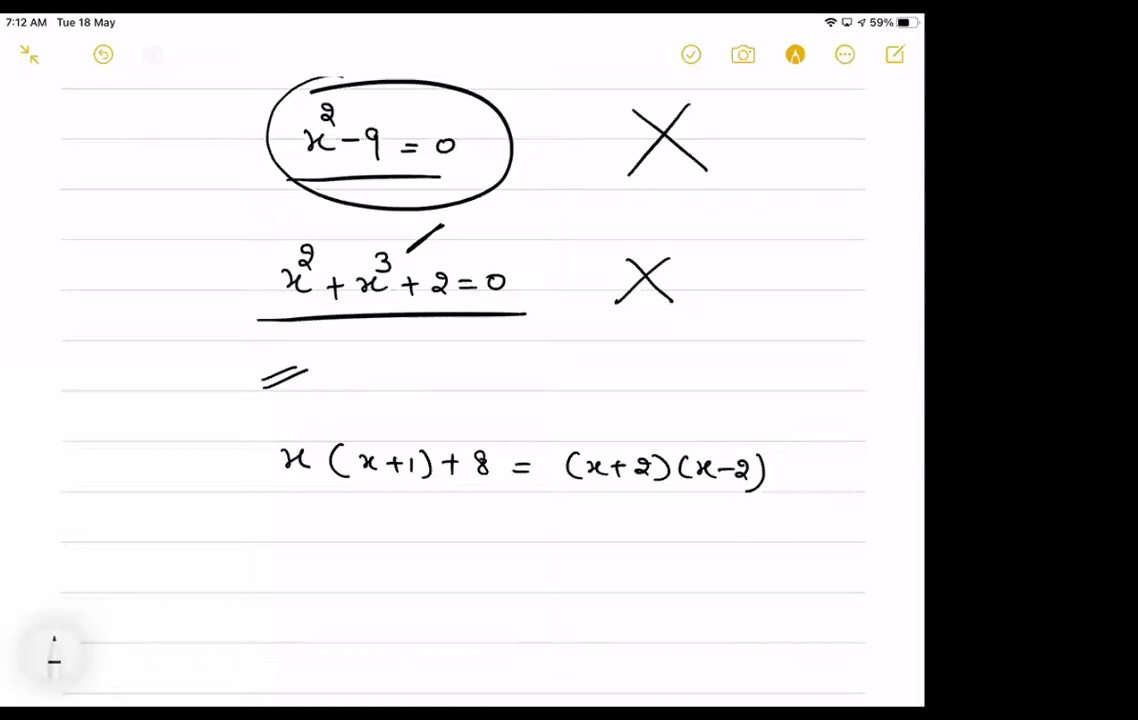 7:12 AM Tue 18 May 59%
x² - 9 = 0
x² + x³ + 2 = 0
x (x+1) + 8 = (x+2)(x-2)